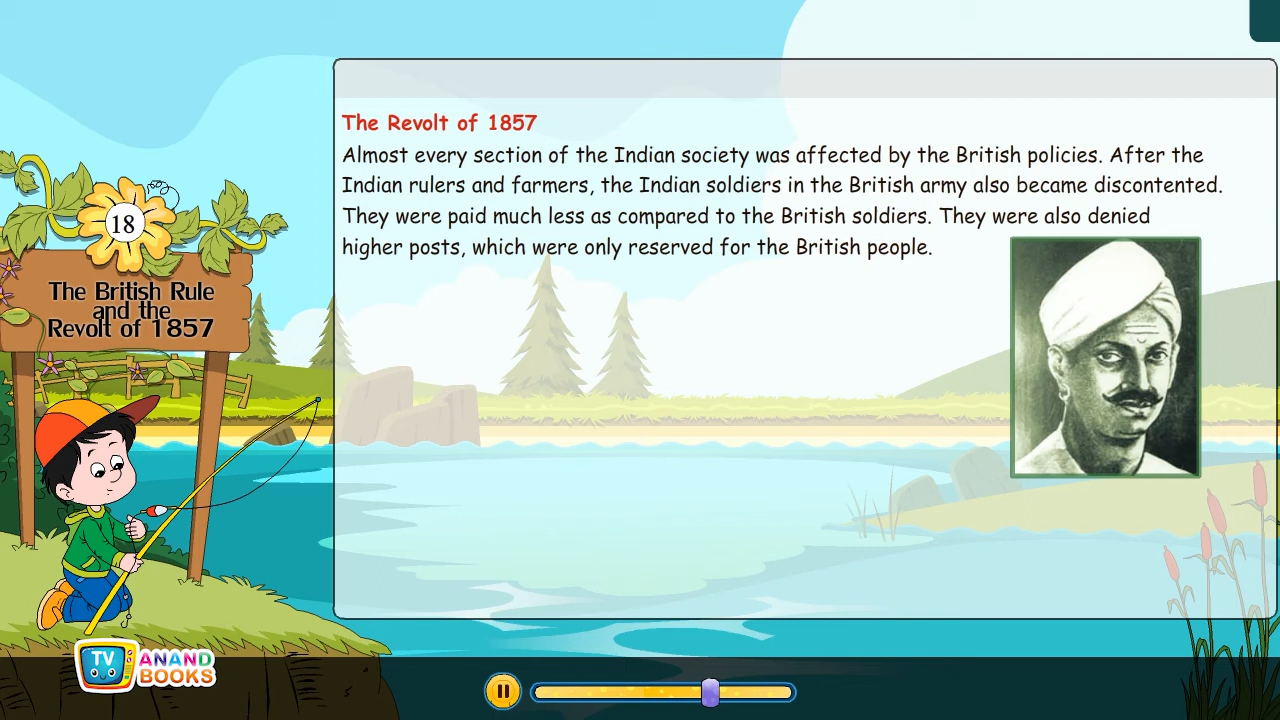 The Revolt of 1857
Almost every section of the Indian society was affected by the British policies. After the
Indian rulers and farmers, the Indian soldiers in the British army also became discontented.
They were paid much less as compared to the British soldiers. They were also denied
higher posts, which were only reserved for the British people.
18
The British Rule
and the
Revolt of 1857
TV ANAND
BOOKS